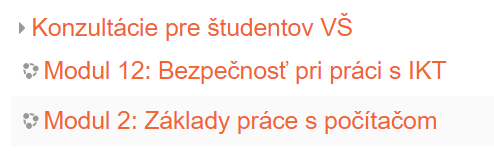 Konzultácie pre študentov VŠ
Modul 12: Bezpečnosť pri práci s IKT
Modul 2: Základy práce s počítačom